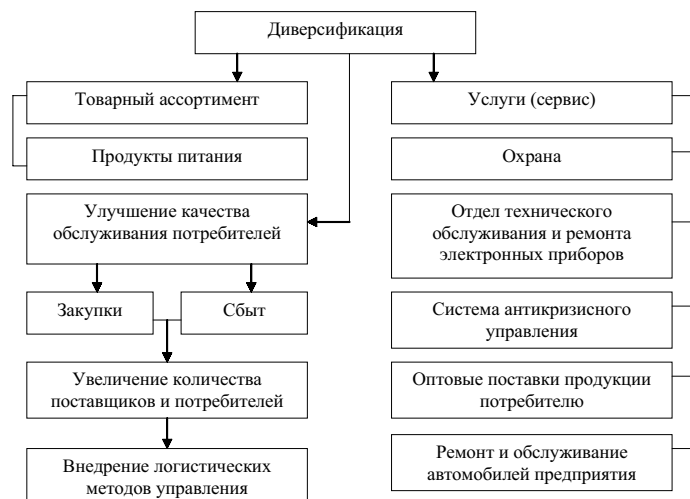 Диверсификация
Товарный ассортимент
Продукты питания
Улучшение качества
обслуживания потребителей
Закупки
Сбыт
Увеличение количества
поставщиков и потребителей
Внедрение логистических
методов управления
Услуги (сервис)
Охрана
Отдел технического
обслуживания и ремонта
электронных приборов
Система антикризисного
управления
Оптовые поставки продукции
потребителю
Ремонт и обслуживание
автомобилей предприятия